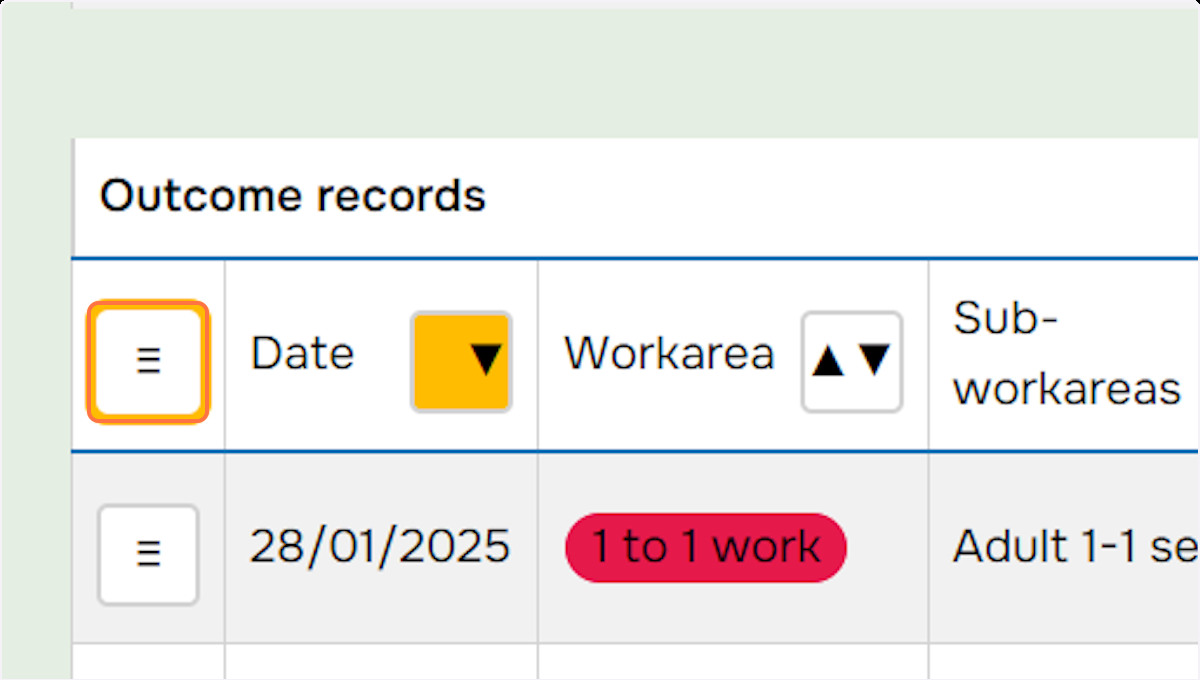 Outcome records
Date
Workarea
Sub-
workareas
28/01/2025
1 to 1 work
Adult 1-1 se